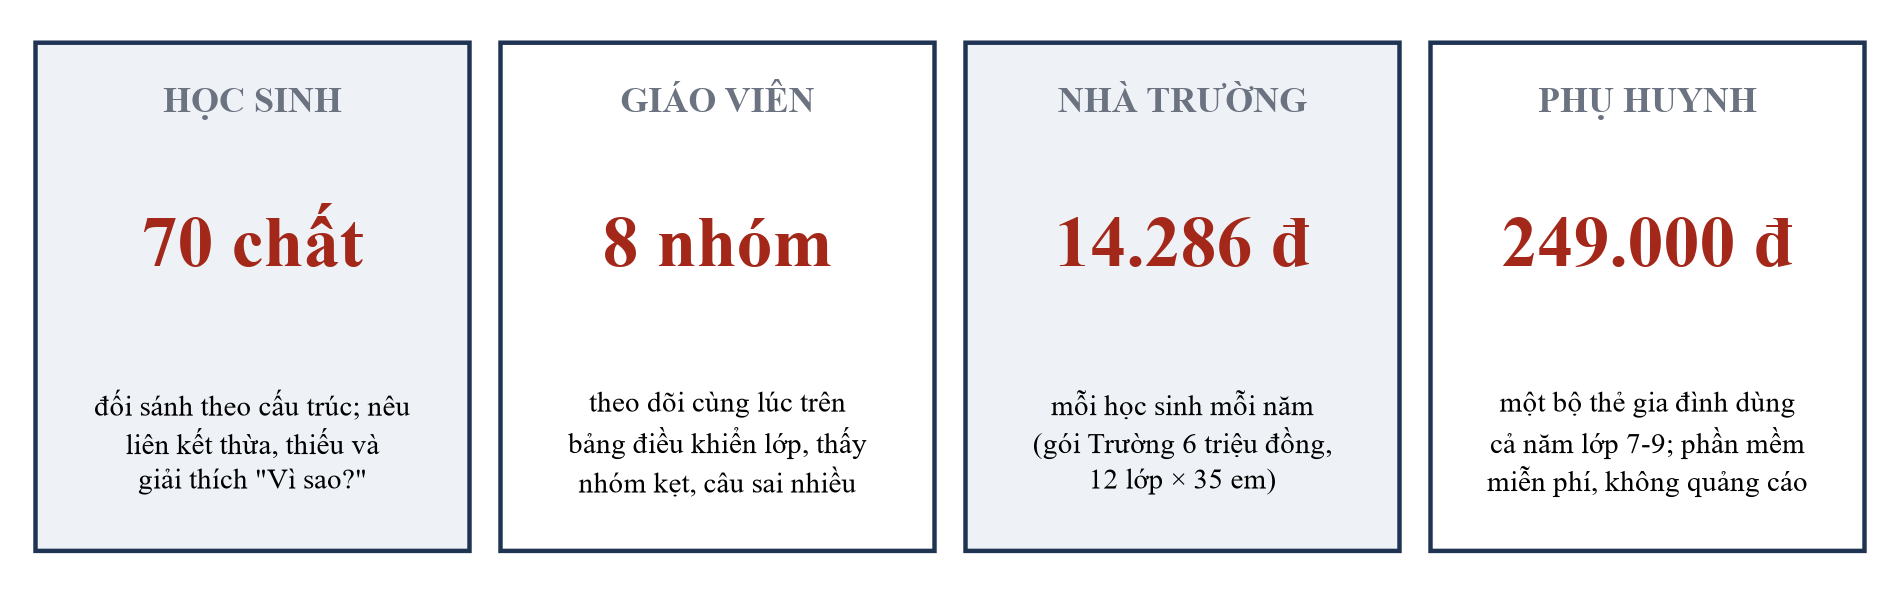 HỌC SINH
70 chất
đối sánh theo cấu trúc; nêu
liên kết thừa, thiếu và
giải thích "Vì sao?"
GIÁO VIÊN
8 nhóm
theo dõi cùng lúc trên
bảng điều khiển lớp, thấy
nhóm kẹt, câu sai nhiều
NHÀ TRƯỜNG
14.286 đ
mỗi học sinh mỗi năm
(gói Trường 6 triệu đồng,
12 lớp × 35 em)
PHỤ HUYNH
249.000 đ
một bộ thẻ gia đình dùng
cả năm lớp 7-9; phần mềm
miễn phí, không quảng cáo